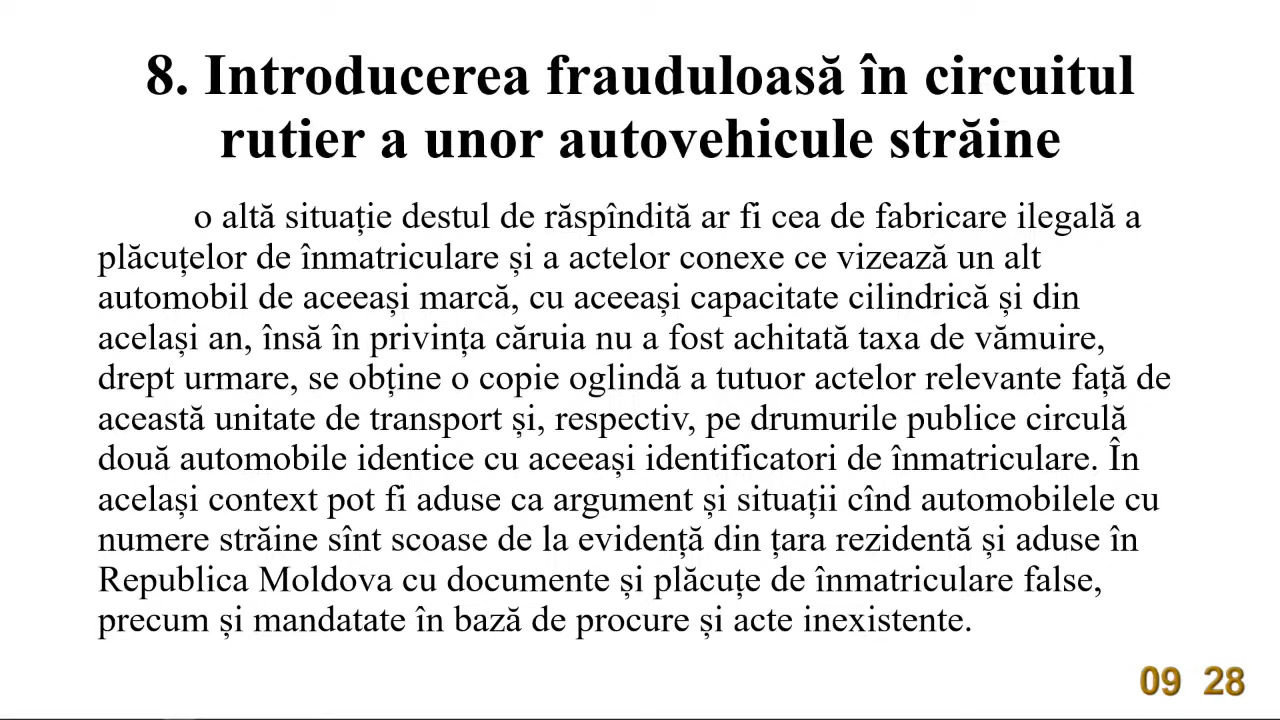 8. Introducerea frauduloasă în circuitul
rutier a unor autovehicule străine
o altă situație destul de răspîndită ar fi cea de fabricare ilegală a
plăcuțelor de înmatriculare și a actelor conexe ce vizează un alt
automobil de aceeași marcă, cu aceeași capacitate cilindrică și din
același an, însă în privința căruia nu a fost achitată taxa de vămuire,
drept urmare, se obține o copie oglindă a tutuor actelor relevante față de
această unitate de transport și, respectiv, pe drumurile publice circulă
două automobile identice cu aceeași identificatori de înmatriculare. În
același context pot fi aduse ca argument și situații cînd automobilele cu
numere străine sînt scoase de la evidență din țara rezidentă și aduse în
Republica Moldova cu documente și plăcuțe de înmatriculare false,
precum și mandatate în bază de procure și acte inexistente.
09 28